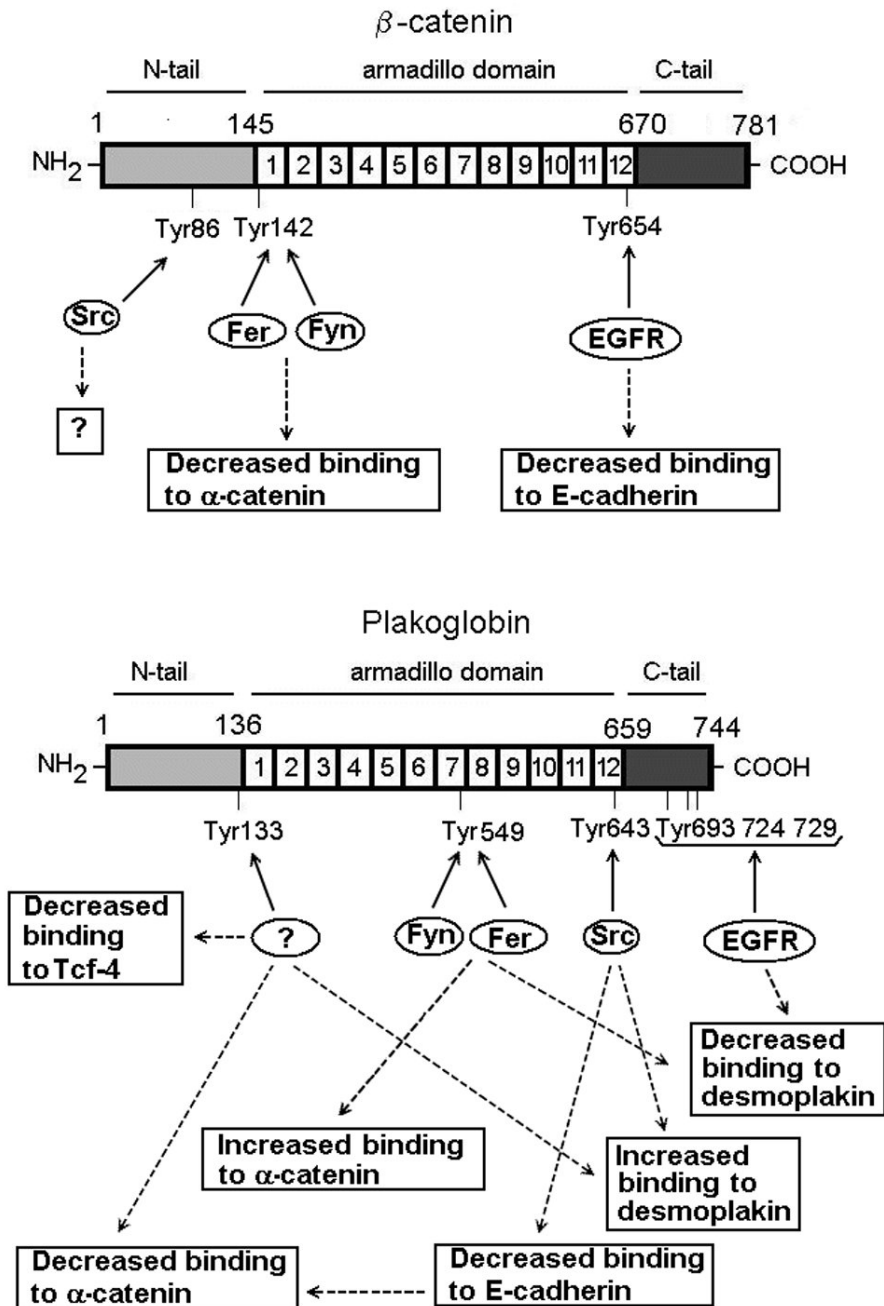 β-catenin
N-tail armadillo domain C-tail
1 145 670 781
NH2 1 2 3 4 5 6 7 8 9 10 11 12 COOH
Tyr86 Tyr142 Tyr654
Src Fer Fyn EGFR
?
Decreased binding
to α-catenin
Decreased binding
to E-cadherin
Plakoglobin
N-tail armadillo domain C-tail
1 136 659 744
NH2 1 2 3 4 5 6 7 8 9 10 11 12 COOH
Tyr133 Tyr549 Tyr643 Tyr693 724 729
Decreased
binding
to Tcf-4
? Fyn Fer Src EGFR
Decreased
binding to
desmoplakin
Increased binding
to α-catenin
Increased
binding to
desmoplakin
Decreased binding
to α-catenin
Decreased binding
to E-cadherin